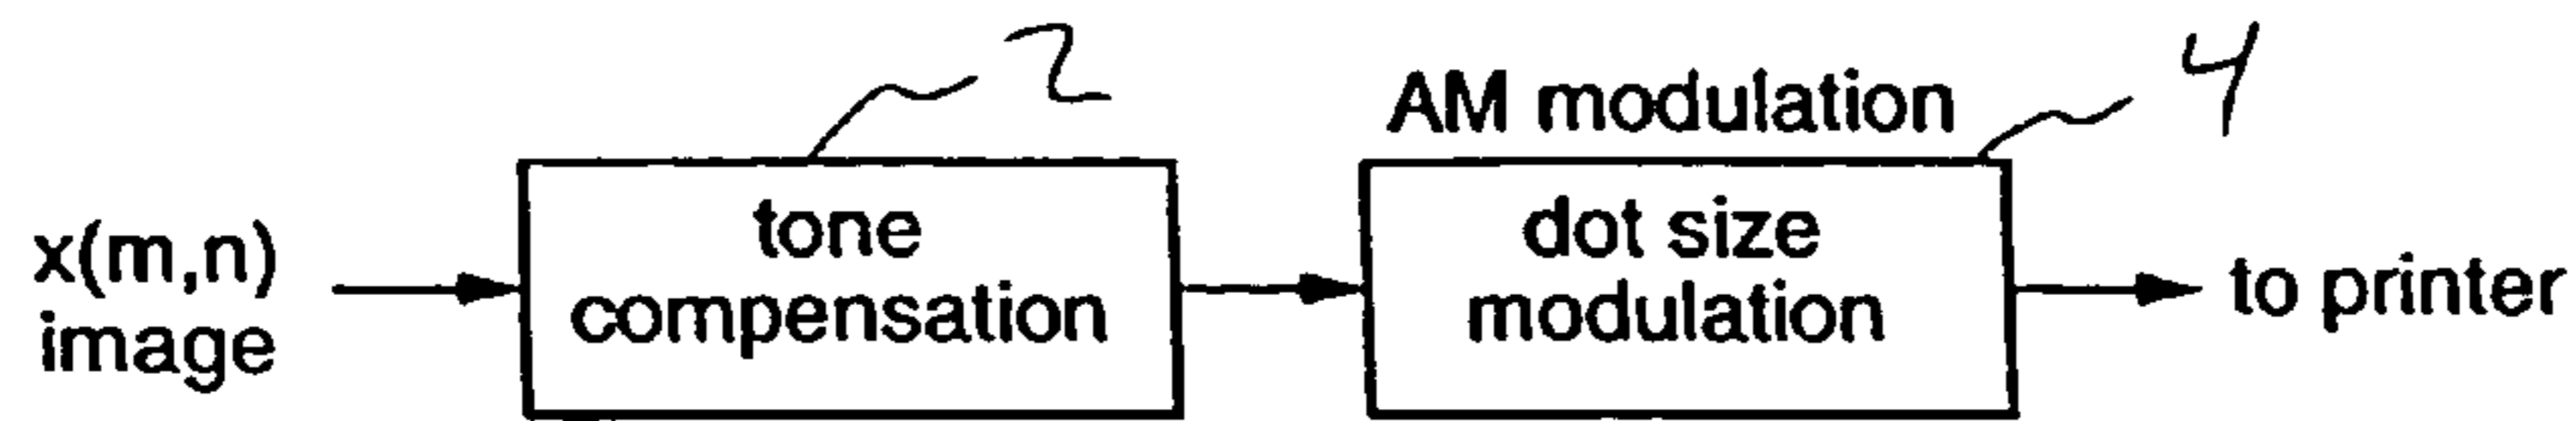 2
4
AM modulation
x(m,n)
image
tone
compensation
dot size
modulation
to printer